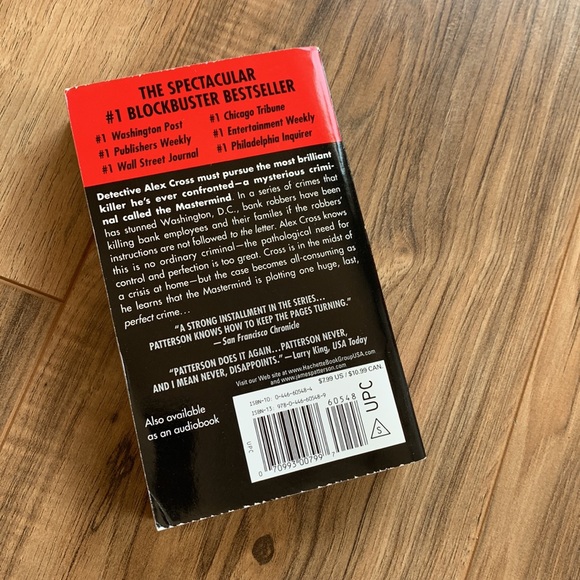 THE SPECTACULAR
#1 BLOCKBUSTER BESTSELLER
#1 Washington Post
#1 Chicago Tribune
#1 Publishers Weekly
#1 Entertainment Weekly
#1 Wall Street Journal
#1 Philadelphia Inquirer
Detective Alex Cross must pursue the most brilliant
killer he's ever confronted—a mysterious crimi-
nal called the Mastermind. In a series of crimes that
has stunned Washington, D.C., bank robbers have been
killing bank employees and their familes if the robbers'
instructions are not followed to the letter. Alex Cross knows
this is no ordinary criminal—the pathological need for
control and perfection is too great. Cross is in the midst of
a crisis at home—but the case becomes all-consuming as
he learns that the Mastermind is plotting one huge, last,
perfect crime...
"A STRONG INSTALLMENT IN THE SERIES...
PATTERSON KNOWS HOW TO KEEP THE PAGES TURNING."
—San Francisco Chronicle
"PATTERSON DOES IT AGAIN...PATTERSON NEVER,
AND I MEAN NEVER, DISAPPOINTS." —Larry King, USA Today
Visit our Web site at www.HachetteBookGroupUSA.com
and www.jamespatterson.com
Also available
as an audiobook
ISBN-10: 0-446-60548-4
ISBN-13: 978-0-446-60548-9
$7.99 US / $10.99 CAN.
60548
UPC
0 70993 00799 7
S
UPC